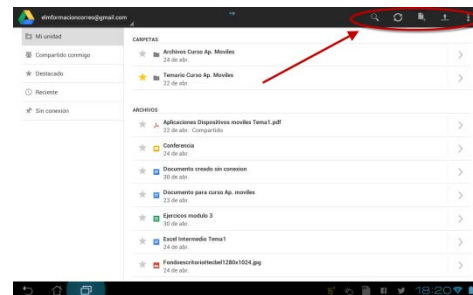 elinformacioncorreo@gmail.com
Mi unidad
Compartido conmigo
Destacado
Reciente
Sin conexión
CARPETAS
Archivos Curso Ap. Moviles
24 de abr.
Temario Curso Ap. Moviles
22 de abr.
ARCHIVOS
Aplicaciones Dispositivos moviles Tema1.pdf
22 de abr. Compartido
Conferencia
24 de abr.
Documento creado sin conexion
30 de abr.
Documento para curso Ap. moviles
23 de abr.
Ejercicos modulo 3
30 de abr.
Excel Intermedio Tema1
24 de abr.
FondoescritorioHezbel1280x1024.jpg
24 de abr.
18:20